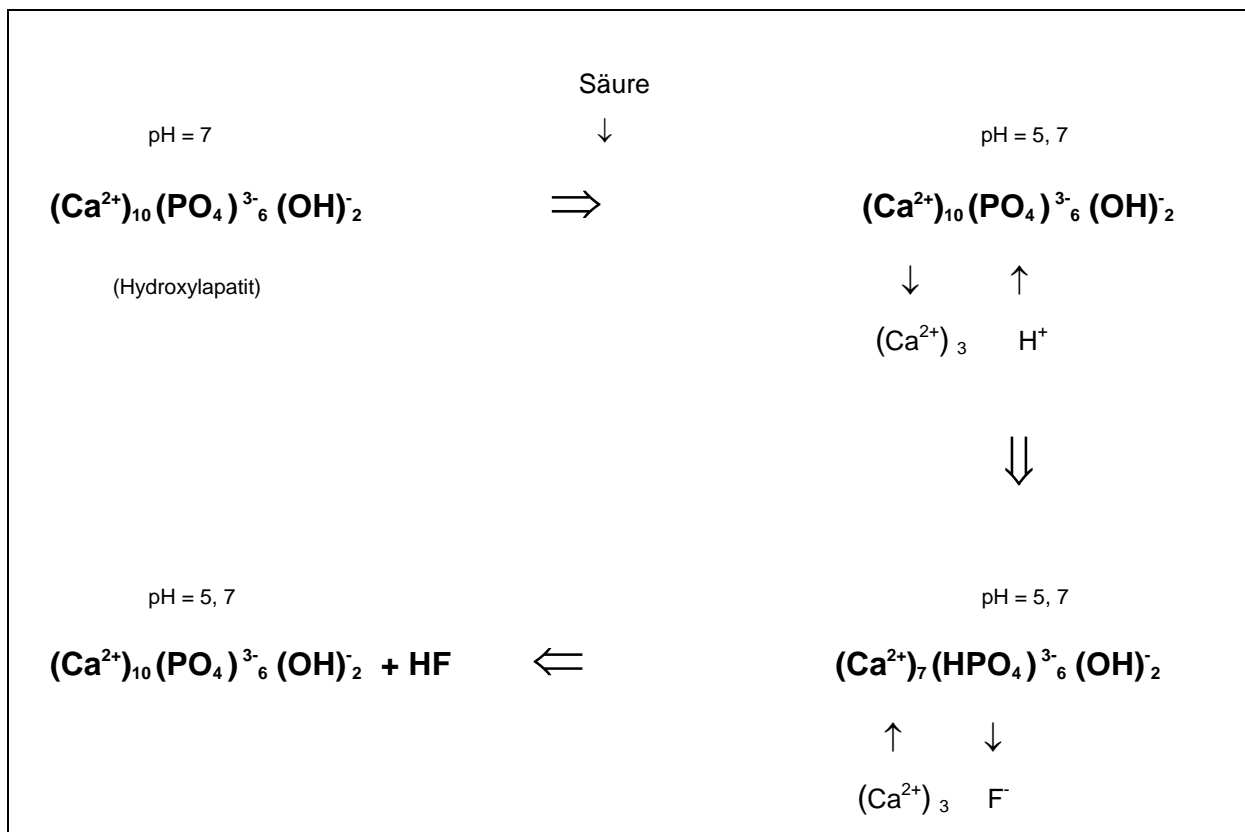 Säure
pH = 7 ↓ pH = 5, 7
(Ca²⁺)₁₀(PO₄)³⁻₆(OH)⁻₂ ⇒ (Ca²⁺)₁₀(PO₄)³⁻₆(OH)⁻₂
(Hydroxylapatit) ↓ ↑
(Ca²⁺)₃ H⁺
⇓
pH = 5, 7 pH = 5, 7
(Ca²⁺)₁₀(PO₄)³⁻₆(OH)⁻₂ + HF ⇐ (Ca²⁺)₇(HPO₄)³⁻₆(OH)⁻₂
↑ ↓
(Ca²⁺)₃ F⁻